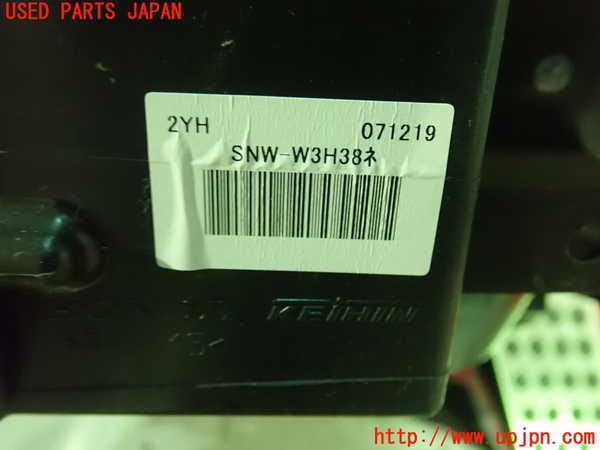 USED PARTS JAPAN
2YH 071219
SNW-W3H38ネ
KEIHIN
http://www.upjpn.com/